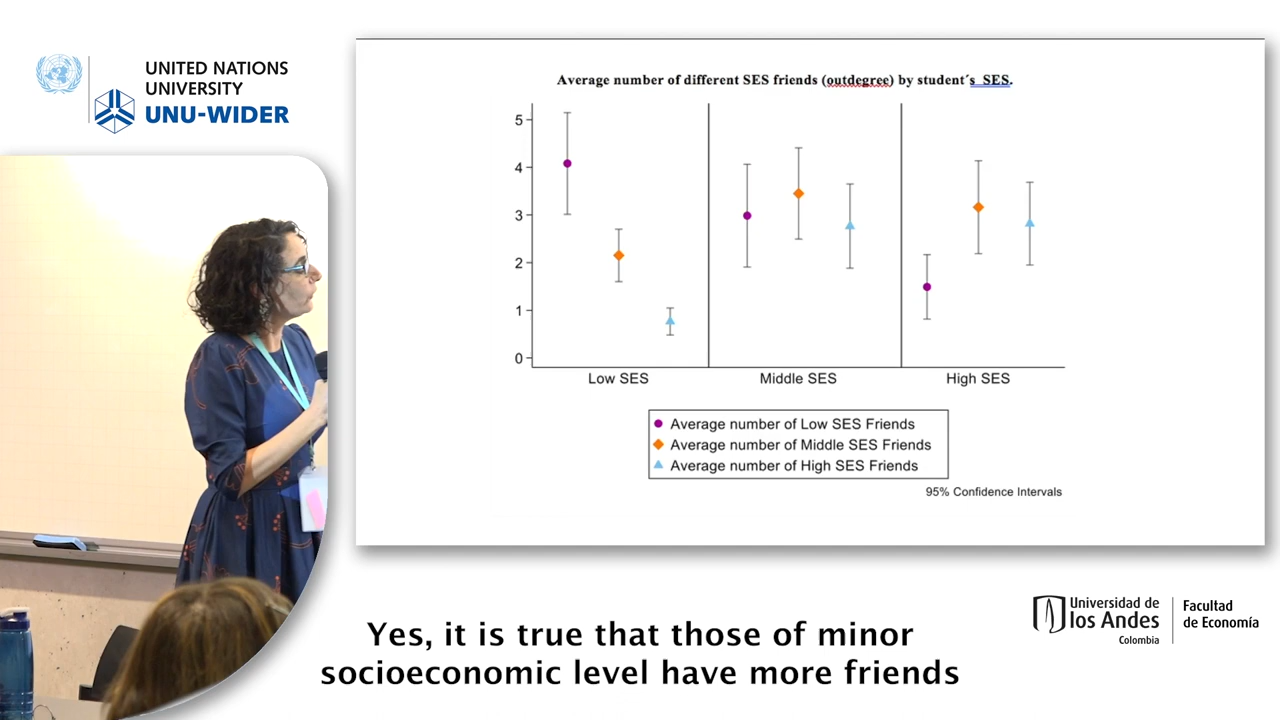 UNITED NATIONS
UNIVERSITY
UNU-WIDER
Average number of different SES friends (outdegree) by student´s SES.
5
4
3
2
1
0
Low SES
Middle SES
High SES
Average number of Low SES Friends
Average number of Middle SES Friends
Average number of High SES Friends
95% Confidence Intervals
Yes, it is true that those of minor
socioeconomic level have more friends
Universidad de
los Andes
Colombia
Facultad
de Economía